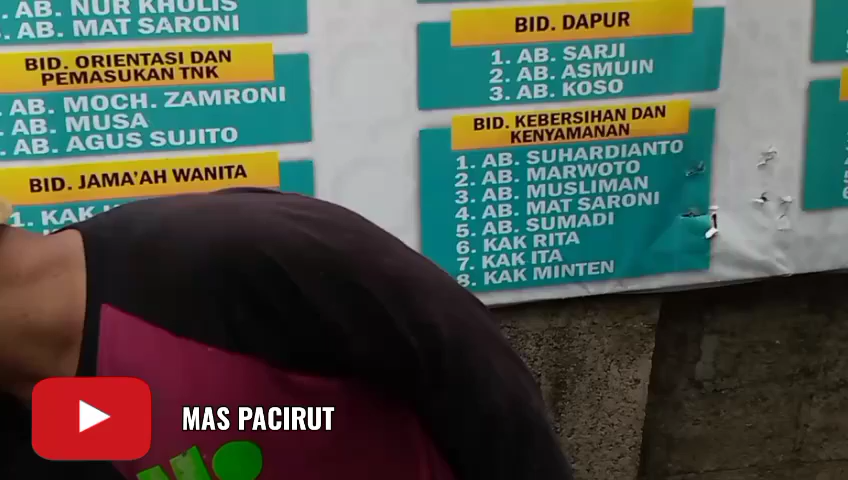 AB. NUR KHOLIS
AB. MAT SARONI
BID. ORIENTASI DAN
PEMASUKAN TNK
AB. MOCH. ZAMRONI
AB. MUSA
AB. AGUS SUJITO
BID. JAMA'AH WANITA
1. KAK
BID. DAPUR
1. AB. SARJI
2. AB. ASMUIN
3. AB. KOSO
BID. KEBERSIHAN DAN
KENYAMANAN
1. AB. SUHARDIANTO
2. AB. MARWOTO
3. AB. MUSLIMAN
4. AB. MAT SARONI
5. AB. SUMADI
6. KAK RITA
7. KAK ITA
8. KAK MINTEN
MAS PACIRUT